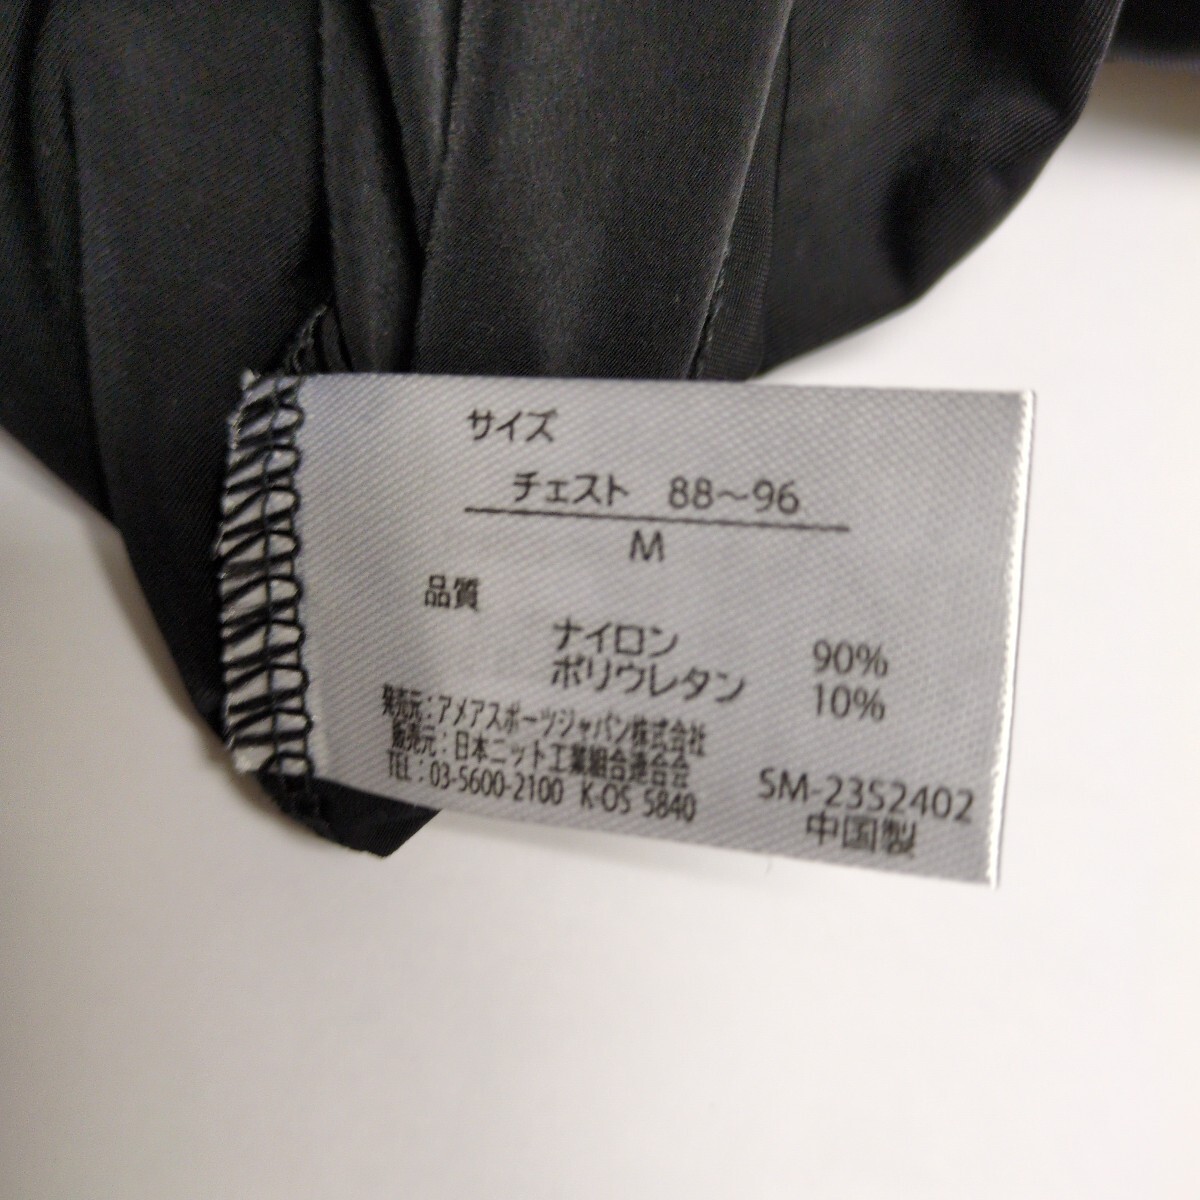 サイズ
チェスト 88～96
M
品質
ナイロン 90%
ポリウレタン 10%
発売元：アメアスポーツジャパン株式会社
販売元：日本ニット工業組合連合会
TEL：03-5600-2100 K-OS 5840
SM-23S2402
中国製